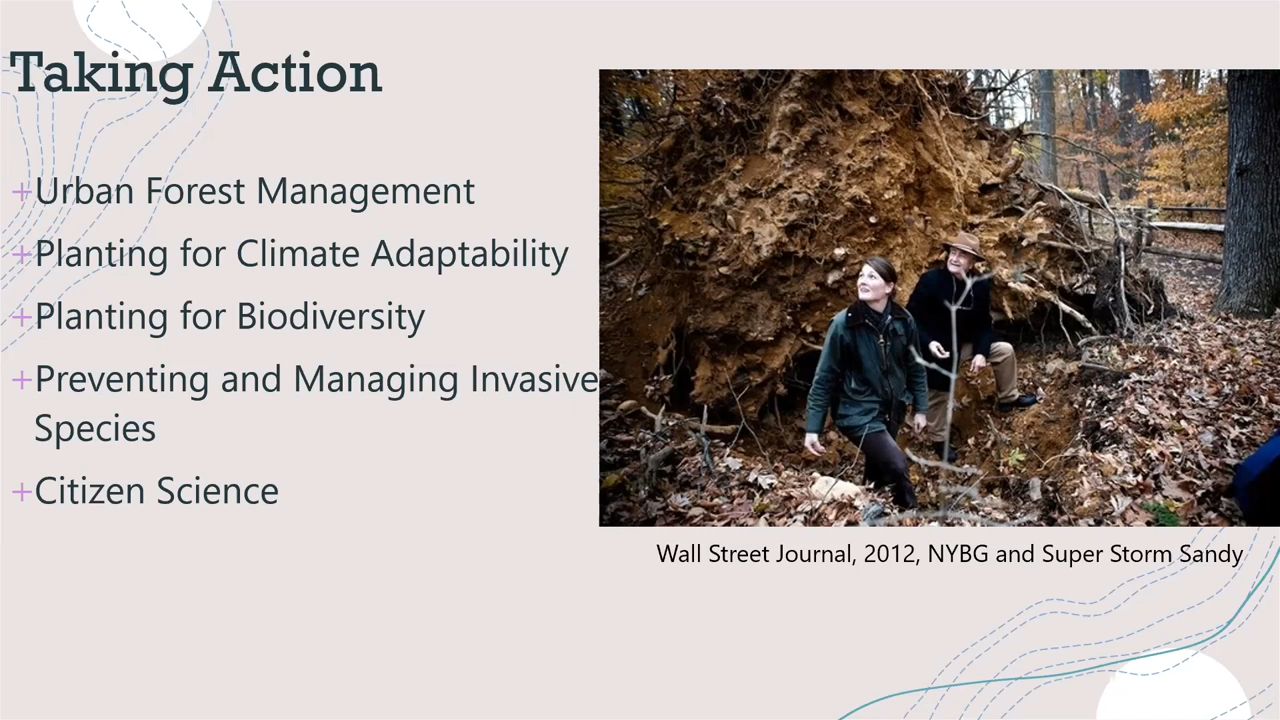 Taking Action
+Urban Forest Management
+Planting for Climate Adaptability
+Planting for Biodiversity
+Preventing and Managing Invasive
Species
+Citizen Science
Wall Street Journal, 2012, NYBG and Super Storm Sandy